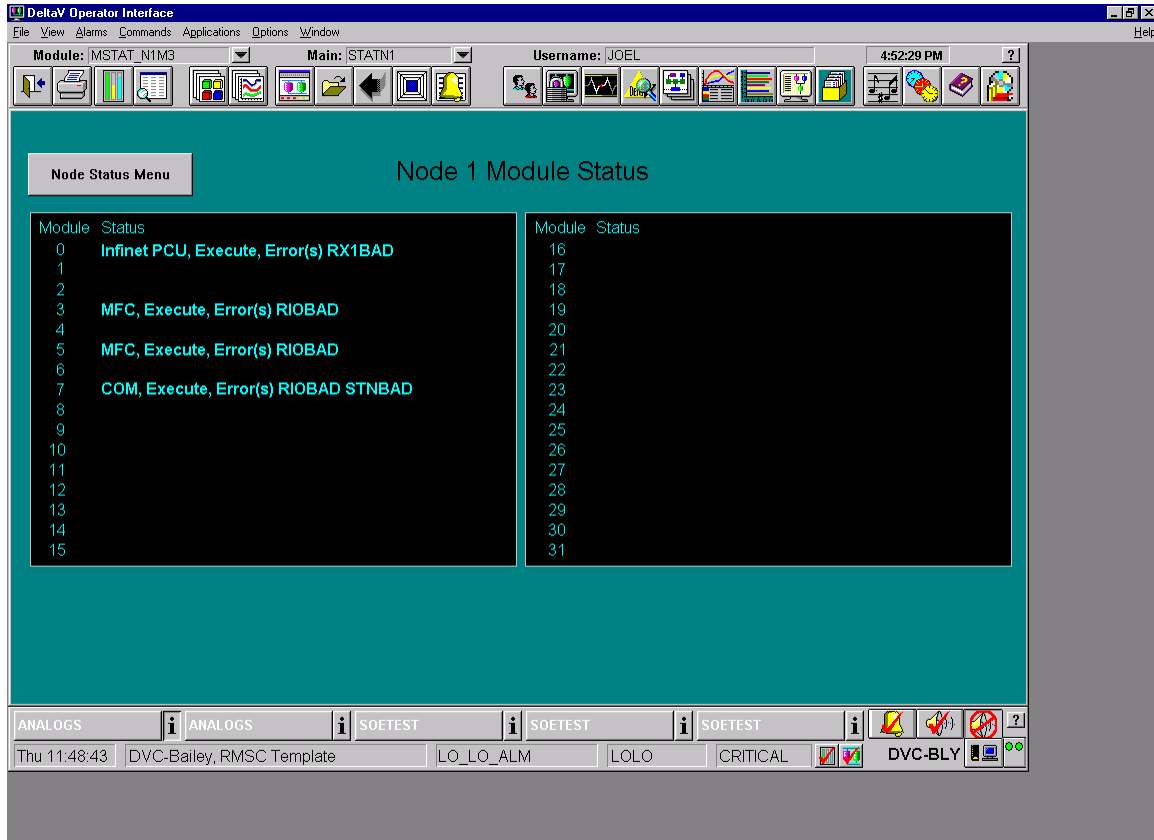 DeltaV Operator Interface
File View Alarms Commands Applications Options Window Help
Module: MSTAT_N1M3 Main: STATN1 Username: JOEL 4:52:29 PM ?
Node Status Menu
Node 1 Module Status
Module Status
0 Infinet PCU, Execute, Error(s) RX1BAD
1
2
3 MFC, Execute, Error(s) RIOBAD
4
5 MFC, Execute, Error(s) RIOBAD
6
7 COM, Execute, Error(s) RIOBAD STNBAD
8
9
10
11
12
13
14
15
Module Status
16
17
18
19
20
21
22
23
24
25
26
27
28
29
30
31
ANALOGS i ANALOGS i SOETEST i SOETEST i SOETEST i ?
Thu 11:48:43 DVC-Bailey, RMSC Template LO_LO_ALM LOLO CRITICAL DVC-BLY